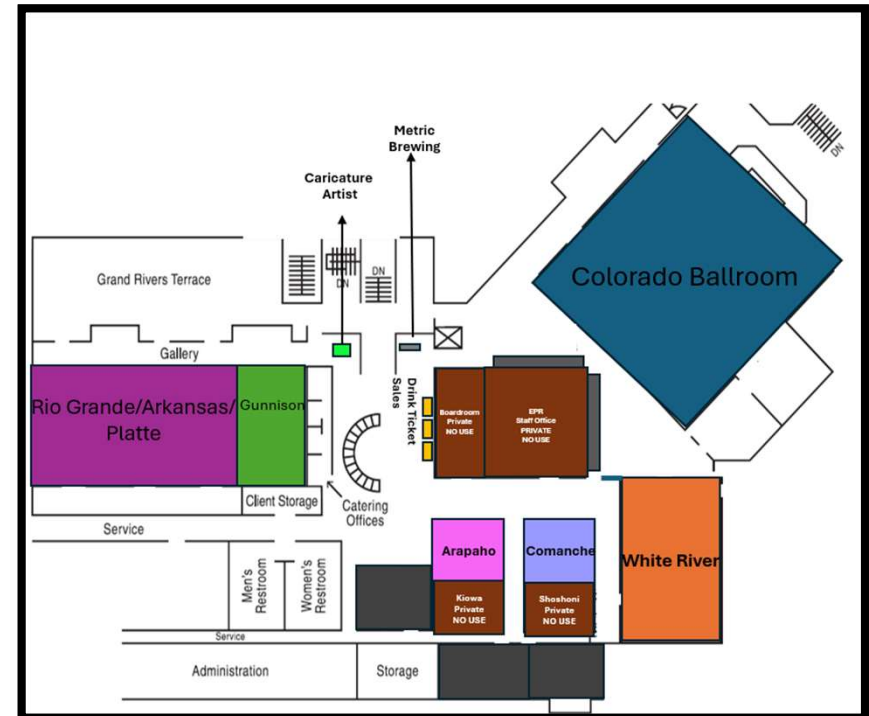 Metric
Brewing
Caricature
Artist
DN
Colorado Ballroom
Grand Rivers Terrace
DN
DN
Gallery
Rio Grande/Arkansas/
Platte
Gunnison
Drink Ticket
Sales
Boardroom
Private
NO USE
EPR
Staff Office
PRIVATE
NO USE
Client Storage
Catering
Offices
Service
Arapaho
Comanche
White River
Men's
Restroom
Women's
Restroom
Kiowa
Private
NO USE
Shoshoni
Private
NO USE
Service
Administration
Storage